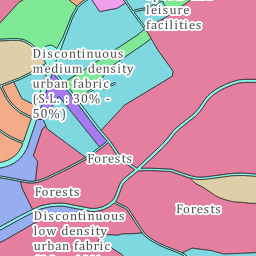 leisure
facilities
Discontinuous
medium density
urban fabric
(S.L. : 30% -
50%)
Forests
Forests
Forests
Discontinuous
low density
urban fabric